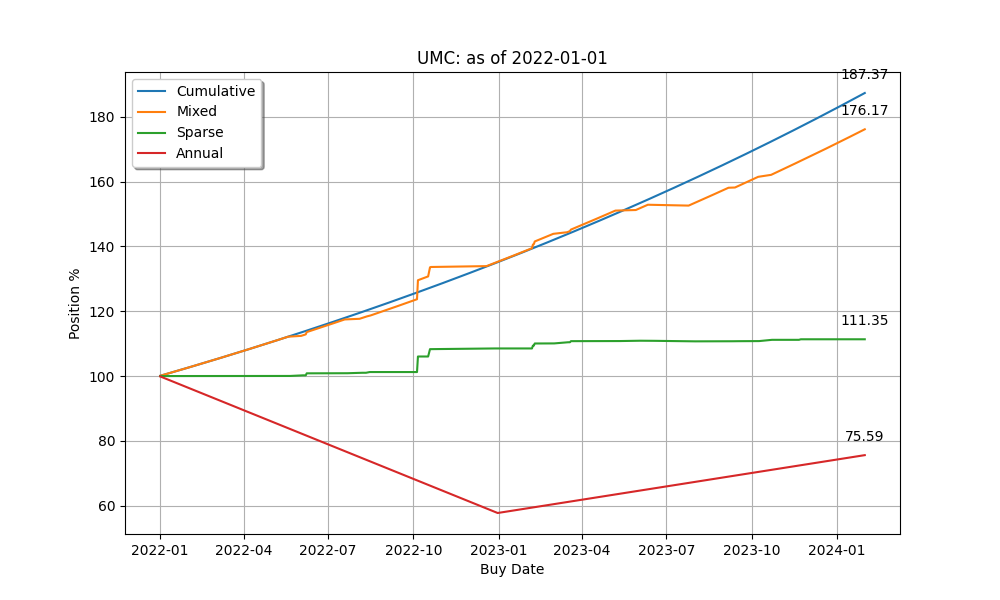 UMC: as of 2022-01-01
Cumulative
Mixed
Sparse
Annual
187.37
176.17
111.35
75.59
Position %
180
160
140
120
100
80
60
2022-01
2022-04
2022-07
2022-10
2023-01
2023-04
2023-07
2023-10
2024-01
Buy Date